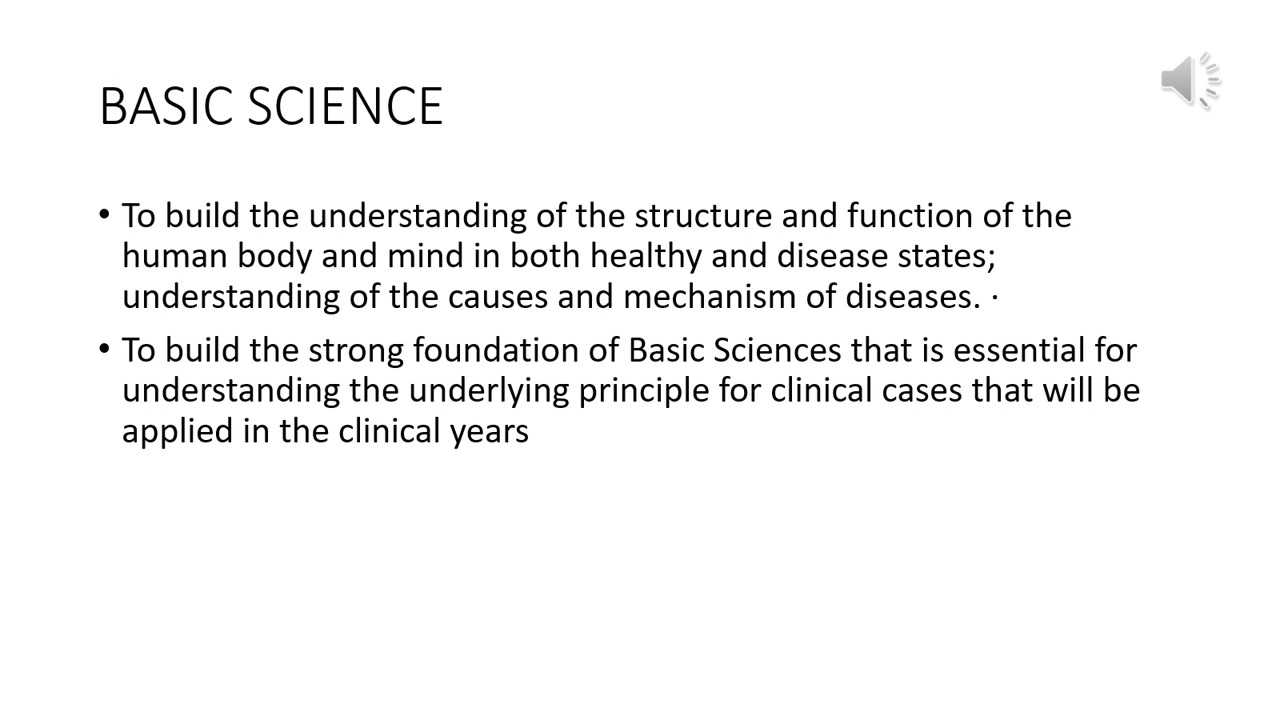 BASIC SCIENCE
• To build the understanding of the structure and function of the
human body and mind in both healthy and disease states;
understanding of the causes and mechanism of diseases. ·
• To build the strong foundation of Basic Sciences that is essential for
understanding the underlying principle for clinical cases that will be
applied in the clinical years